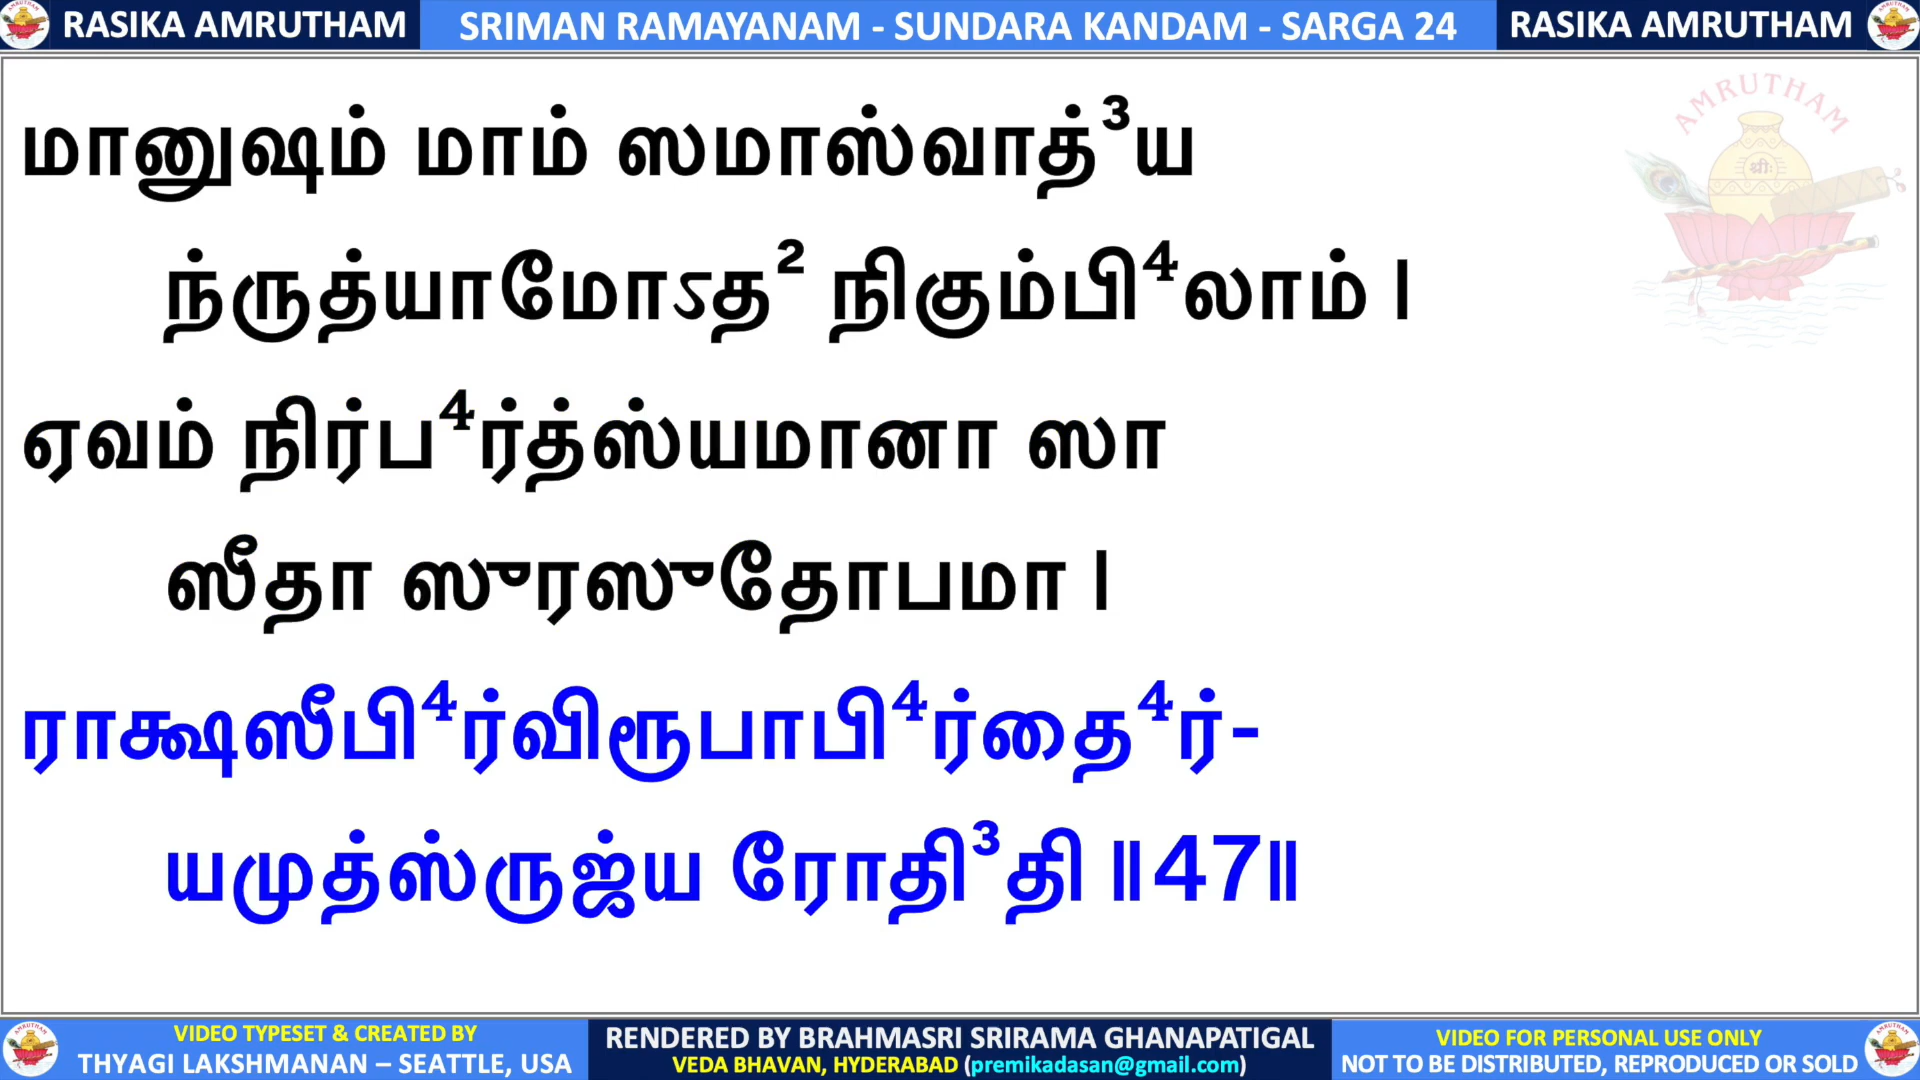 RASIKA AMRUTHAM
SRIMAN RAMAYANAM - SUNDARA KANDAM - SARGA 24
RASIKA AMRUTHAM
AMRUTHAM
श्रीः
மானுஷம் மாம் ஸமாஸ்வாத்³ய
ந்ருத்யாமோऽத² நிகும்பி⁴லாம் |
ஏவம் நிர்ப⁴ர்த்ஸ்யமானா ஸா
ஸீதா ஸுரஸுதோபமா |
ராக்ஷஸீபி⁴ர்விரூபாபி⁴ர்தை⁴ர்-
யமுத்ஸ்ருஜ்ய ரோதி³தி ||47||
VIDEO TYPESET & CREATED BY
THYAGI LAKSHMANAN – SEATTLE, USA
RENDERED BY BRAHMASRI SRIRAMA GHANAPATIGAL
VEDA BHAVAN, HYDERABAD (premikadasan@gmail.com)
VIDEO FOR PERSONAL USE ONLY
NOT TO BE DISTRIBUTED, REPRODUCED OR SOLD